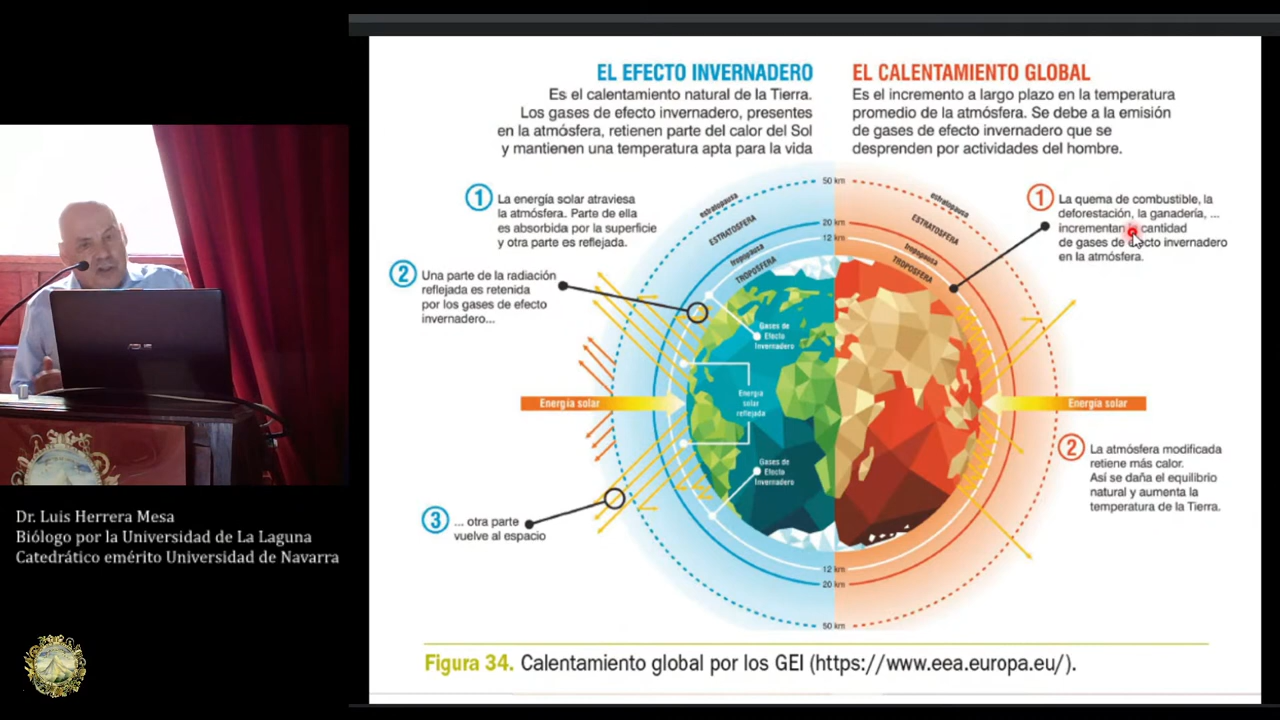 EL EFECTO INVERNADERO
Es el calentamiento natural de la Tierra.
Los gases de efecto invernadero, presentes
en la atmósfera, retienen parte del calor del Sol
y mantienen una temperatura apta para la vida
EL CALENTAMIENTO GLOBAL
Es el incremento a largo plazo en la temperatura
promedio de la atmósfera. Se debe a la emisión
de gases de efecto invernadero que se
desprenden por actividades del hombre.
1
La energía solar atraviesa
la atmósfera. Parte de ella
es absorbida por la superficie
y otra parte es reflejada.
2
Una parte de la radiación
reflejada es retenida
por los gases de efecto
invernadero...
Energía solar
3
... otra parte
vuelve al espacio
50 km
estratopausa
ESTRATOSFERA
20 km
12 km
tropopausa
TROPOSFERA
Gases de
Efecto
Invernadero
Energía
solar
reflejada
Gases de
Efecto
Invernadero
estratopausa
ESTRATOSFERA
tropopausa
TROPOSFERA
12 km
20 km
50 km
1
La quema de combustible, la
deforestación, la ganadería, ...
incrementan cantidad
de gases de efecto invernadero
en la atmósfera.
Energía solar
2
La atmósfera modificada
retiene más calor.
Así se daña el equilibrio
natural y aumenta la
temperatura de la Tierra.
Figura 34. Calentamiento global por los GEI (https://www.eea.europa.eu/).
ASUS
Dr. Luis Herrera Mesa
Biólogo por la Universidad de La Laguna
Catedrático emérito Universidad de Navarra